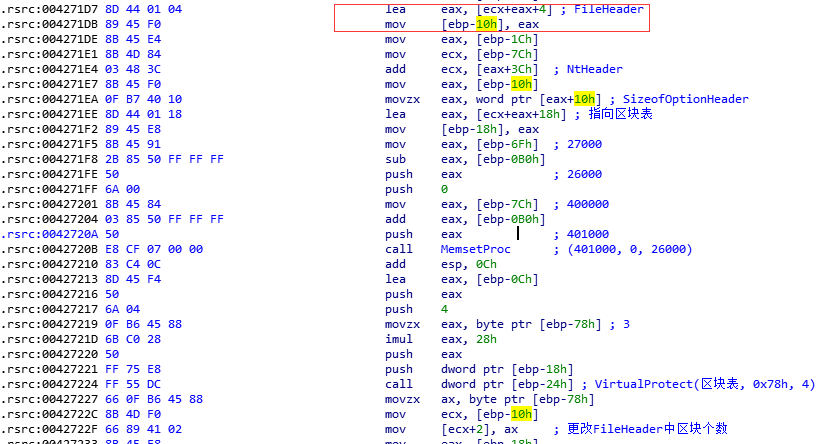 .rsrc:004271D7 8D 44 01 04 lea eax, [ecx+eax+4] ; FileHeader
.rsrc:004271DB 89 45 F0 mov [ebp-10h], eax
.rsrc:004271DE 8B 45 E4 mov eax, [ebp-1Ch]
.rsrc:004271E1 8B 4D 84 mov ecx, [ebp-7Ch]
.rsrc:004271E4 03 48 3C add ecx, [eax+3Ch] ; NtHeader
.rsrc:004271E7 8B 45 F0 mov eax, [ebp-10h]
.rsrc:004271EA 0F B7 40 10 movzx eax, word ptr [eax+10h] ; SizeofOptionHeader
.rsrc:004271EE 8D 44 01 18 lea eax, [ecx+eax+18h] ; 指向区块表
.rsrc:004271F2 89 45 E8 mov [ebp-18h], eax
.rsrc:004271F5 8B 45 91 mov eax, [ebp-6Fh] ; 27000
.rsrc:004271F8 2B 85 50 FF FF FF sub eax, [ebp-0B0h]
.rsrc:004271FE 50 push eax ; 26000
.rsrc:004271FF 6A 00 push 0
.rsrc:00427201 8B 45 84 mov eax, [ebp-7Ch] ; 400000
.rsrc:00427204 03 85 50 FF FF FF add eax, [ebp-0B0h]
.rsrc:0042720A 50 push eax ; 401000
.rsrc:0042720B E8 CF 07 00 00 call MemsetProc ; (401000, 0, 26000)
.rsrc:00427210 83 C4 0C add esp, 0Ch
.rsrc:00427213 8D 45 F4 lea eax, [ebp-0Ch]
.rsrc:00427216 50 push eax
.rsrc:00427217 6A 04 push 4
.rsrc:00427219 0F B6 45 88 movzx eax, byte ptr [ebp-78h] ; 3
.rsrc:0042721D 6B C0 28 imul eax, 28h
.rsrc:00427220 50 push eax
.rsrc:00427221 FF 75 E8 push dword ptr [ebp-18h]
.rsrc:00427224 FF 55 DC call dword ptr [ebp-24h] ; VirtualProtect(区块表, 0x78h, 4)
.rsrc:00427227 66 0F B6 45 88 movzx ax, byte ptr [ebp-78h]
.rsrc:0042722C 8B 4D F0 mov ecx, [ebp-10h]
.rsrc:0042722F 66 89 41 02 mov [ecx+2], ax ; 更改FileHeader中区块个数
.rsrc:00427233 8B 45 E8 mov eax, [ebp-18h]